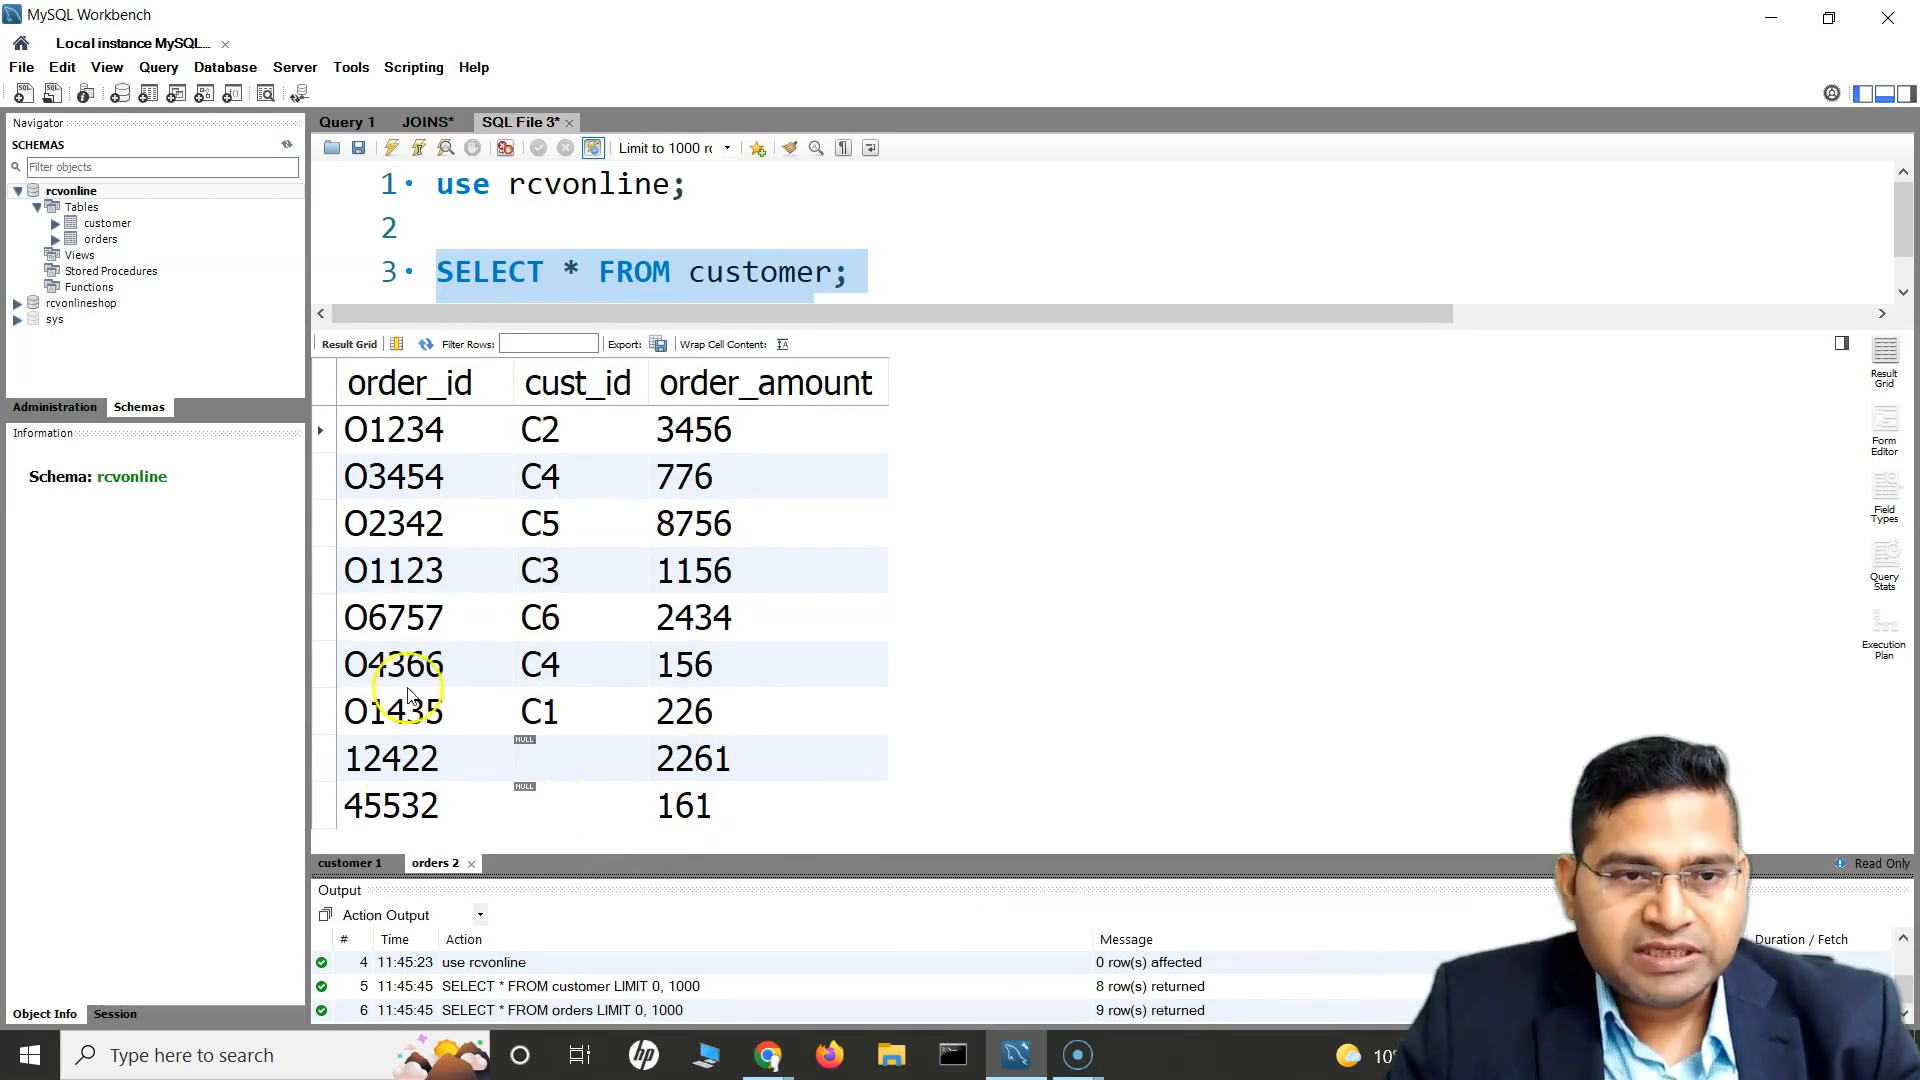 MySQL Workbench
Local instance MySQL...
File Edit View Query Database Server Tools Scripting Help
Navigator
SCHEMAS
Filter objects
rcvonline
Tables
customer
orders
Views
Stored Procedures
Functions
rcvonlineshop
sys
Administration Schemas
Information
Schema: rcvonline
Object Info Session
Query 1 JOINS* SQL File 3*
Limit to 1000 rc
1 use rcvonline;
2
3 SELECT * FROM customer;
Result Grid Filter Rows: Export: Wrap Cell Content:
order_id cust_id order_amount
O1234 C2 3456
O3454 C4 776
O2342 C5 8756
O1123 C3 1156
O6757 C6 2434
O4366 C4 156
O1435 C1 226
12422 NULL 2261
45532 NULL 161
Result Grid
Form Editor
Field Types
Query Stats
Execution Plan
customer 1 orders 2 Read Only
Output
Action Output
# Time Action Message Duration / Fetch
4 11:45:23 use rcvonline 0 row(s) affected
5 11:45:45 SELECT * FROM customer LIMIT 0, 1000 8 row(s) returned
6 11:45:45 SELECT * FROM orders LIMIT 0, 1000 9 row(s) returned
Type here to search
hp